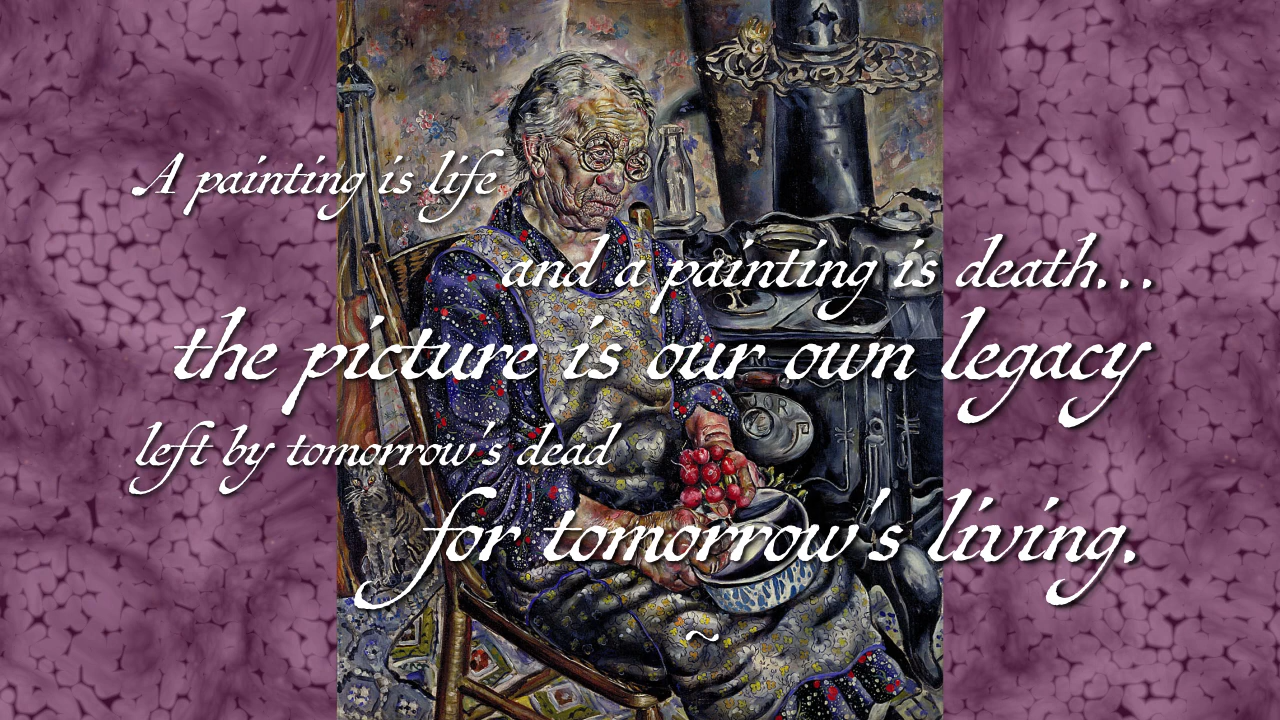 A painting is life
and a painting is death...
the picture is our own legacy
left by tomorrow's dead
for tomorrow's living.
~